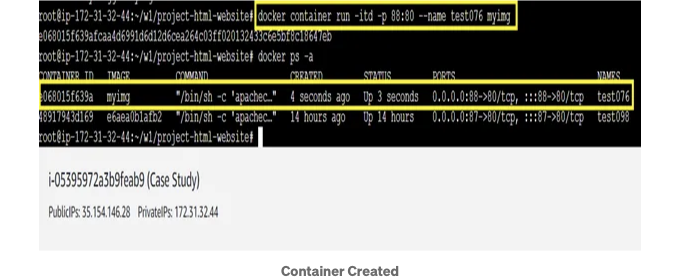 root@ip-172-31-32-44:~/w1/project-html-website# docker container run -itd -p 88:80 --name test076 myimg
e068015f639afcaa4d6991d6d12d6cea264c03ff020132433c6e5bf8c18647eb
root@ip-172-31-32-44:~/w1/project-html-website# docker ps -a
CONTAINER ID IMAGE COMMAND CREATED STATUS PORTS NAMES
e068015f639a myimg "/bin/sh -c 'apachec…" 4 seconds ago Up 3 seconds 0.0.0.0:88->80/tcp, :::88->80/tcp test076
48917943d169 e6aea0b1afb2 "/bin/sh -c 'apachec…" 14 hours ago Up 14 hours 0.0.0.0:87->80/tcp, :::87->80/tcp test098
root@ip-172-31-32-44:~/w1/project-html-website#
i-05395972a3b9feab9 (Case Study)
PublicIPs: 35.154.146.28 PrivateIPs: 172.31.32.44
Container Created